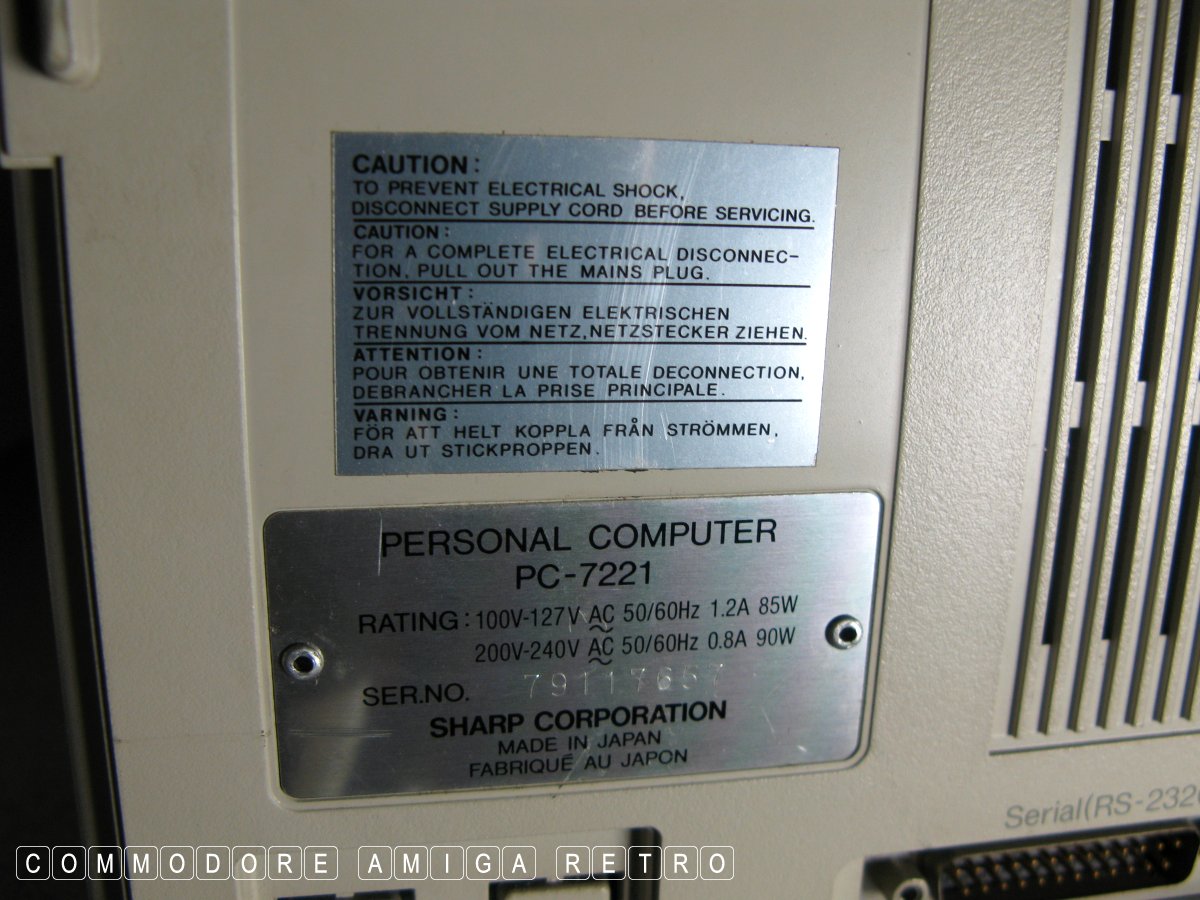 CAUTION:
TO PREVENT ELECTRICAL SHOCK,
DISCONNECT SUPPLY CORD BEFORE SERVICING.
CAUTION:
FOR A COMPLETE ELECTRICAL DISCONNEC-
TION, PULL OUT THE MAINS PLUG.
VORSICHT:
ZUR VOLLSTÄNDIGEN ELEKTRISCHEN
TRENNUNG VOM NETZ, NETZSTECKER ZIEHEN.
ATTENTION:
POUR OBTENIR UNE TOTALE DECONNECTION,
DEBRANCHER LA PRISE PRINCIPALE.
VARNING:
FÖR ATT HELT KOPPLA FRÅN STRÖMMEN,
DRA UT STICKPROPPEN.
PERSONAL COMPUTER
PC-7221
RATING: 100V-127V AC 50/60Hz 1.2A 85W
200V-240V AC 50/60Hz 0.8A 90W
SER.NO. 79117657
SHARP CORPORATION
MADE IN JAPAN
FABRIQUÉ AU JAPON
Serial(RS-232
COMMODORE AMIGA RETRO